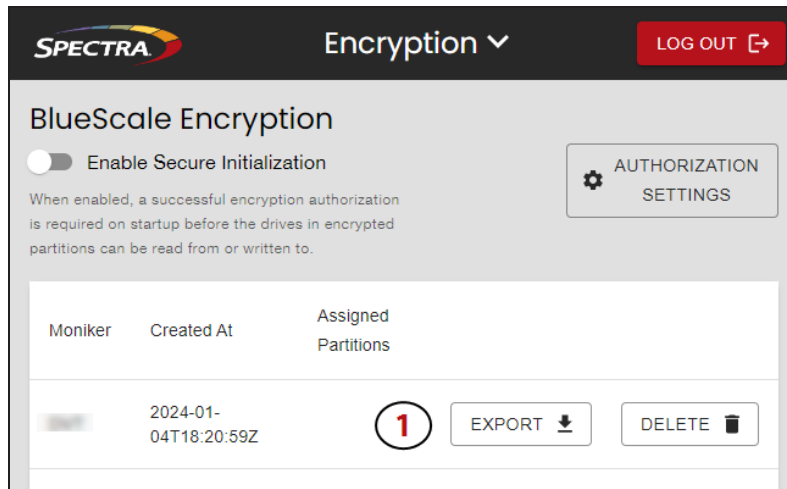 SPECTRA
Encryption
LOG OUT
BlueScale Encryption
Enable Secure Initialization
When enabled, a successful encryption authorization
is required on startup before the drives in encrypted
partitions can be read from or written to.
AUTHORIZATION
SETTINGS
Moniker
Created At
Assigned
Partitions
2024-01-
04T18:20:59Z
1
EXPORT
DELETE